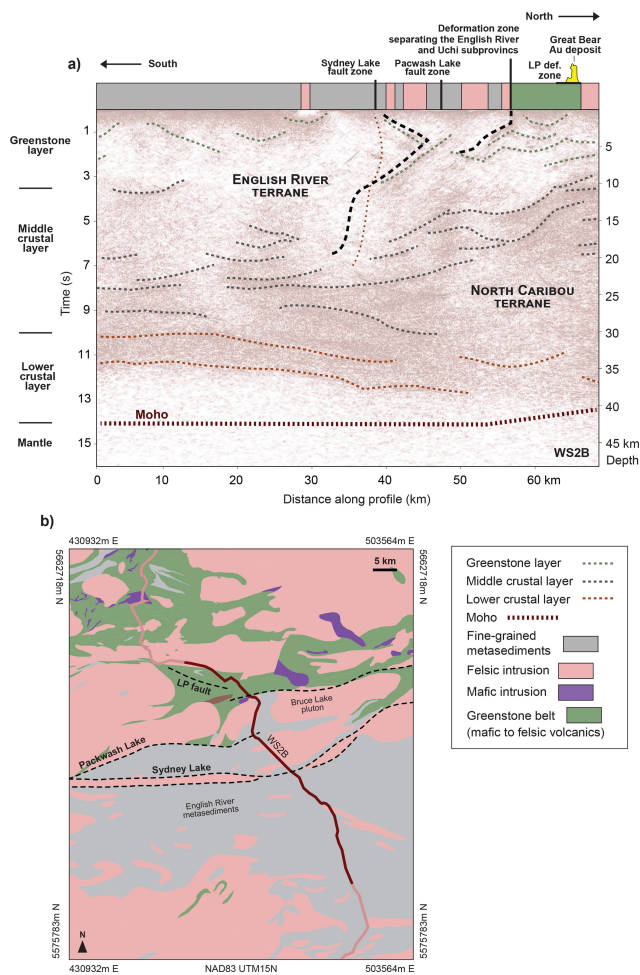 North
South
Deformation zone
separating the English River
and Uchi subprovincs
Great Bear
Au deposit
a)
Sydney Lake
fault zone
Pacwash Lake
fault zone
LP def.
zone
Greenstone
layer
Middle
crustal
layer
Lower
crustal
layer
Mantle
Time (s)
1
3
5
7
9
11
13
15
ENGLISH RIVER
TERRANE
NORTH CARIBOU
TERRANE
Moho
WS2B
5
10
15
20
25
30
35
40
45 km
Depth
0
10
20
30
40
50
60 km
Distance along profile (km)
b)
430932m E
503564m E
5662718m N
5662718m N
5 km
LP fault
Bruce Lake
pluton
WS2B
Packwash Lake
Sydney Lake
English River
metasediments
N
5575783m N
5575783m N
430932m E
NAD83 UTM15N
503564m E
Greenstone layer
Middle crustal layer
Lower crustal layer
Moho
Fine-grained
metasediments
Felsic intrusion
Mafic intrusion
Greenstone belt
(mafic to felsic volcanics)